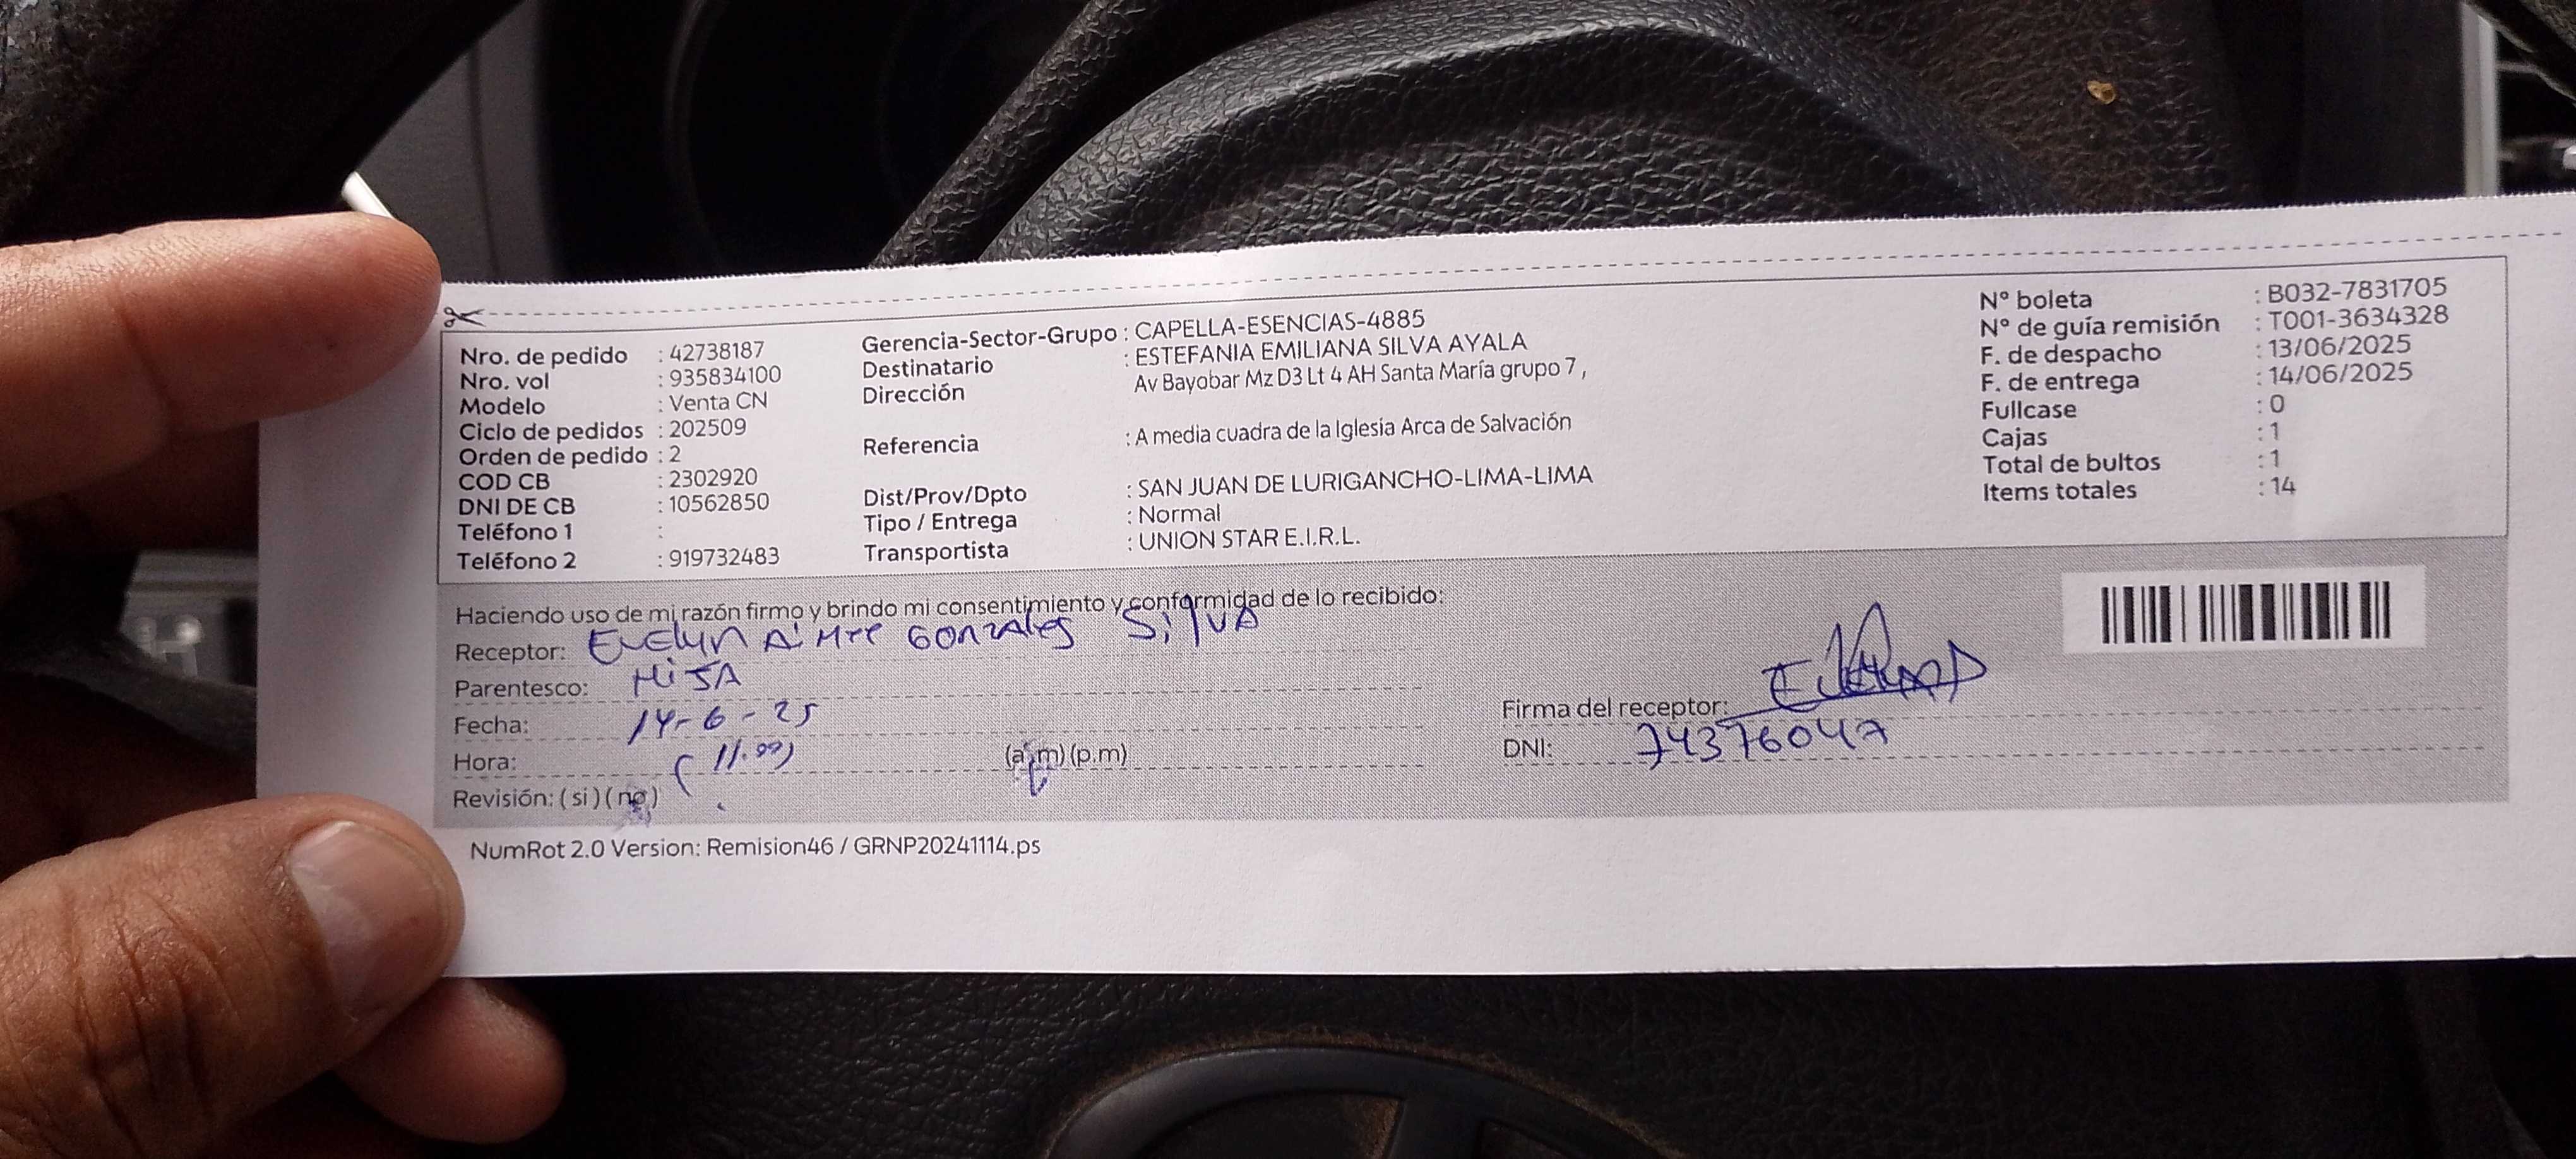 Nro. de pedido : 42738187
Nro. vol : 935834100
Modelo : Venta CN
Ciclo de pedidos : 202509
Orden de pedido : 2
COD CB : 2302920
DNI DE CB : 10562850
Teléfono 1 :
Teléfono 2 : 919732483
Gerencia-Sector-Grupo : CAPELLA-ESENCIAS-4885
Destinatario : ESTEFANIA EMILIANA SILVA AYALA
Dirección Av Bayobar Mz D3 Lt 4 AH Santa María grupo 7 ,
Referencia : A media cuadra de la Iglesia Arca de Salvación
Dist/Prov/Dpto : SAN JUAN DE LURIGANCHO-LIMA-LIMA
Tipo / Entrega : Normal
Transportista : UNION STAR E.I.R.L.
N° boleta : B032-7831705
N° de guía remisión : T001-3634328
F. de despacho : 13/06/2025
F. de entrega : 14/06/2025
Fullcase : 0
Cajas : 1
Total de bultos : 1
Items totales : 14
Haciendo uso de mi razón firmo y brindo mi consentimiento y conformidad de lo recibido:
Receptor: Evelyn Gonzales Silva
Parentesco: HiJA
Fecha: 14-6-25
Hora: (11.00) (a.m) (p.m)
Revisión: ( si ) ( no )
Firma del receptor:
DNI: 74376047
NumRot 2.0 Version: Remision46 / GRNP20241114.ps